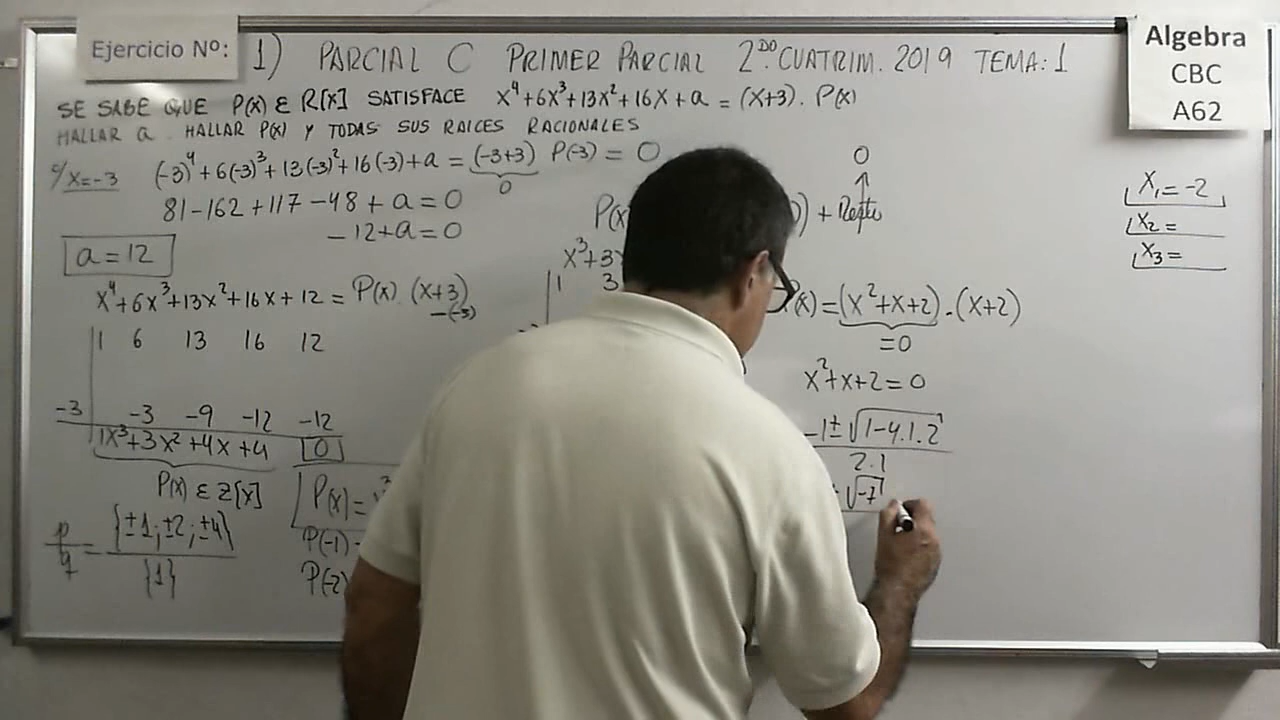 Ejercicio Nº:
1) PARCIAL C PRIMER PARCIAL 2.DO CUATRIM. 2019 TEMA: 1
Algebra
CBC
A62
SE SABE QUE P(x) ε R[x] SATISFACE x⁴+6x³+13x²+16x+a = (x+3). P(x)
HALLAR a. HALLAR P(x) Y TODAS SUS RAICES RACIONALES
x=-3 (-3)⁴+6(-3)³+13(-3)²+16(-3)+a = (-3+3) P(-3) = 0
0
81-162+117-48+a=0
-12+a=0
a=12
x⁴+6x³+13x²+16x+12 = P(x) (x+3)
-(-3)
1 6 13 16 12
-3 -3 -9 -12 -12
1x³+3x²+4x+4 0
P(x) ε Z[x]
p/q = {±1;±2;±4}/{1}
P(x)=
P(-1)
P(-2)
0
+ Resto
x³+3
1 3
(x)=(x²+x+2).(x+2)
=0
x²+x+2=0
-1±√1-4.1.2
2.1
√-7
x₁=-2
x₂=
x₃=